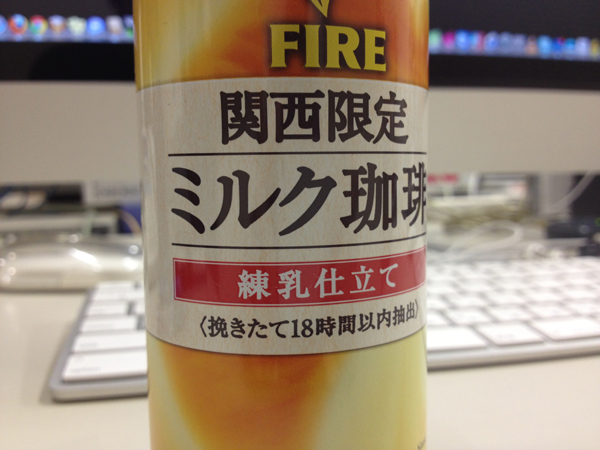 FIRE
関西限定
ミルク珈琲
練乳仕立て
〈挽きたて18時間以内抽出〉